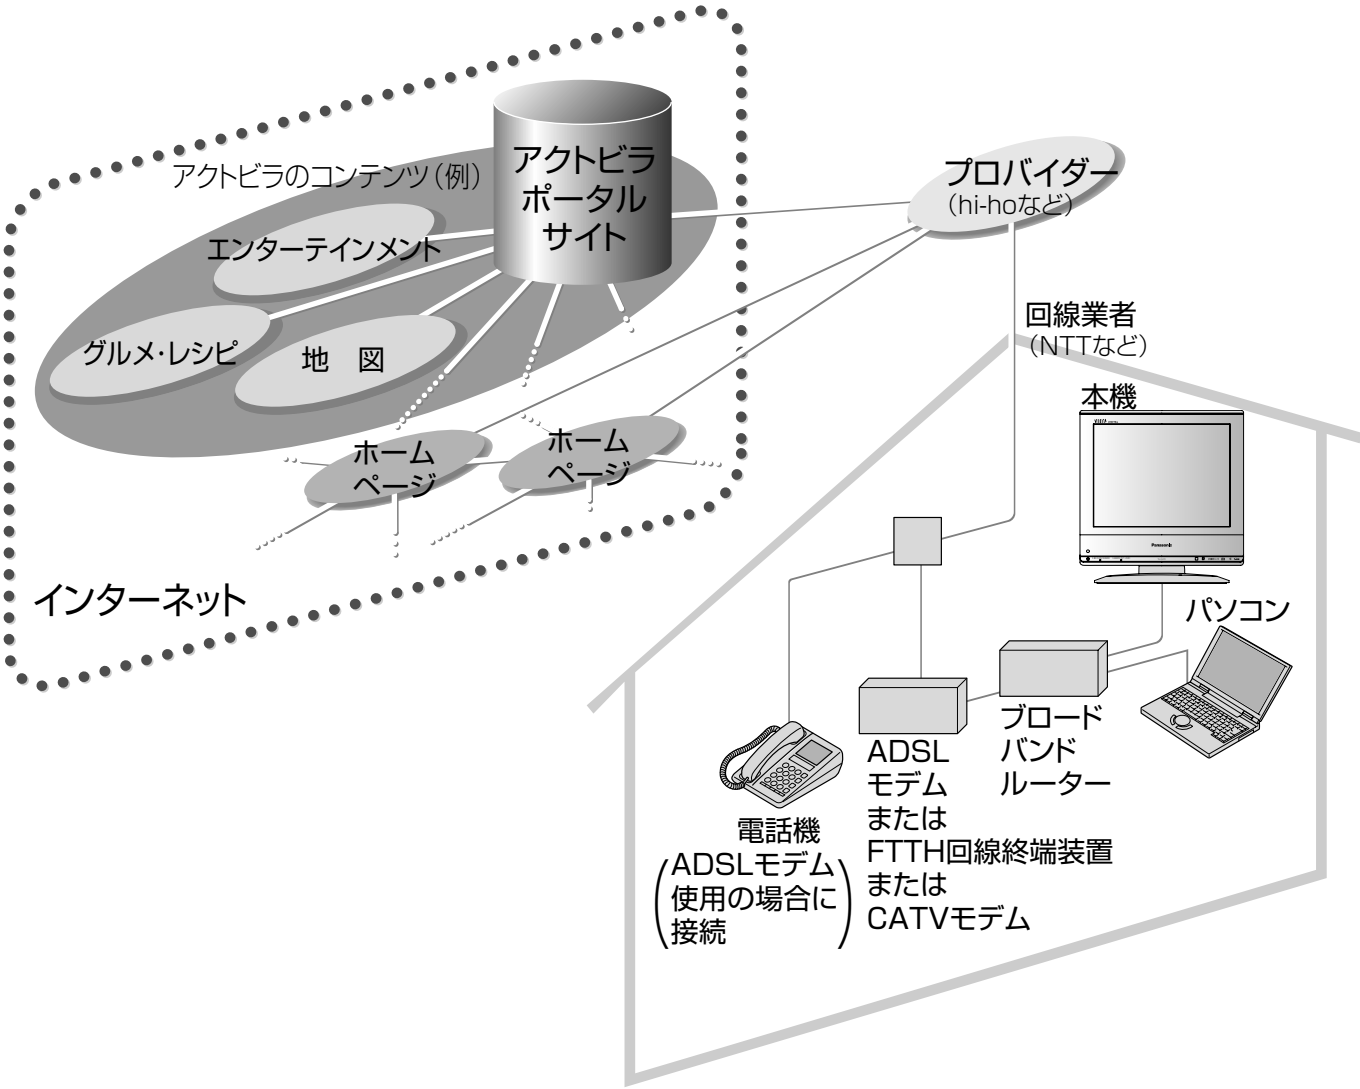 アクトビラのコンテンツ（例）
アクトビラ
ポータル
サイト
エンターテインメント
グルメ・レシピ
地　図
ホーム
ページ
ホーム
ページ
インターネット
プロバイダー
（hi-hoなど）
回線業者
（NTTなど）
本機
Panasonic
パソコン
ブロード
バンド
ルーター
ADSL
モデム
または
FTTH回線終端装置
または
CATVモデム
電話機
（ADSLモデム
使用の場合に
接続）